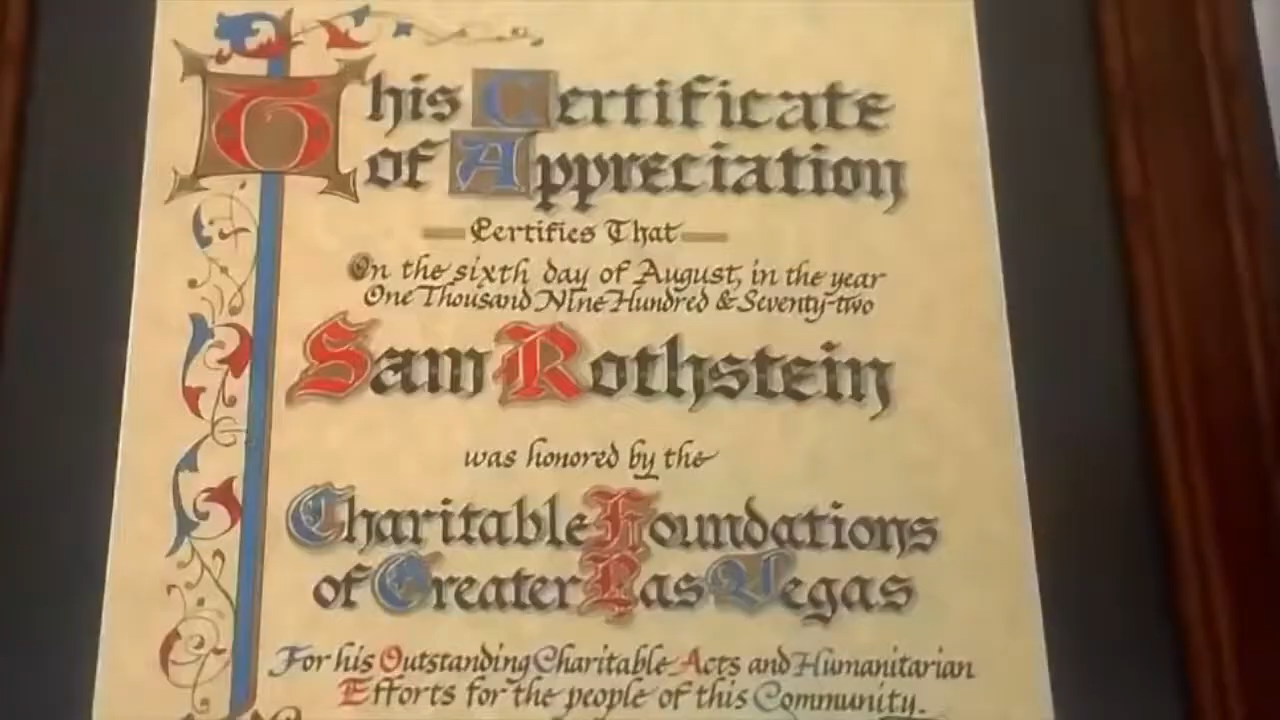 This Certificate
of Appreciation
Certifies That
On the sixth day of August, in the year
One Thousand Nine Hundred & Seventy-two
Sam Rothstein
was honored by the
Charitable Foundations
of Greater Las Vegas
For his Outstanding Charitable Acts and Humanitarian
Efforts for the people of this Community.